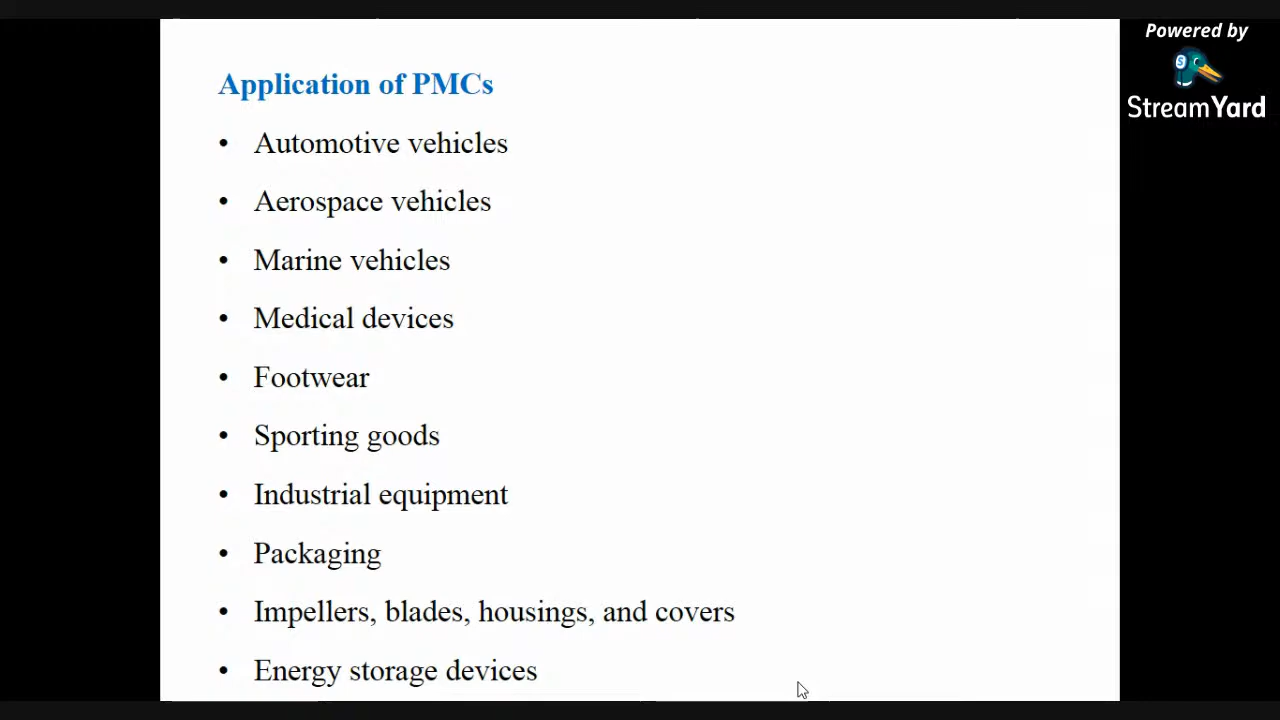 Powered by
StreamYard
Application of PMCs
• Automotive vehicles
• Aerospace vehicles
• Marine vehicles
• Medical devices
• Footwear
• Sporting goods
• Industrial equipment
• Packaging
• Impellers, blades, housings, and covers
• Energy storage devices